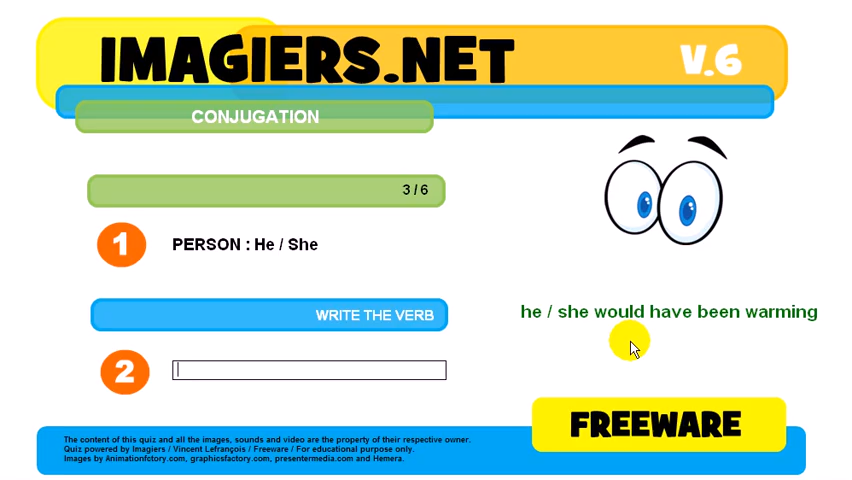 IMAGIERS.NET
V.6
CONJUGATION
3 / 6
1
PERSON : He / She
WRITE THE VERB
he / she would have been warming
2
FREEWARE
The content of this quiz and all the images, sounds and video are the property of their respective owner.
Quiz powered by Imagiers / Vincent Lefrançois / Freeware / For educational purpose only.
Images by Animationfctory.com, graphicsfactory.com, presentermedia.com and Hemera.